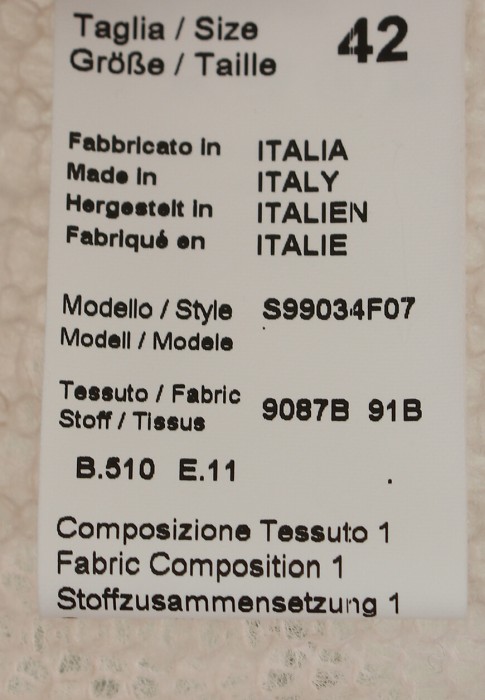 Taglia / Size 42
Größe / Taille
Fabbricato in ITALIA
Made in ITALY
Hergestelt in ITALIEN
Fabriqué en ITALIE
Modello / Style S99034F07
Modell / Modele
Tessuto / Fabric 9087B 91B
Stoff / Tissus
B.510 E.11
Composizione Tessuto 1
Fabric Composition 1
Stoffzusammensetzung 1